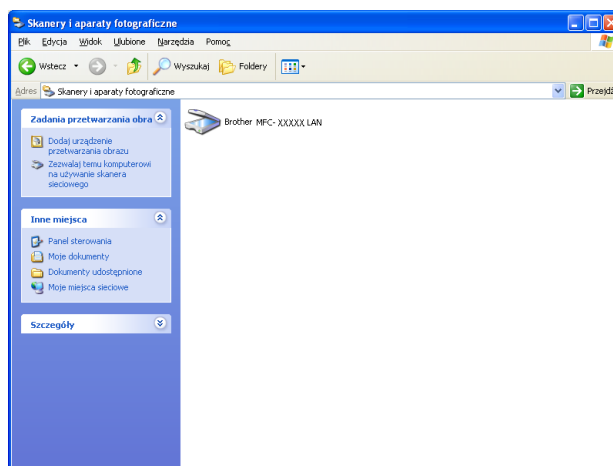 Skanery i aparaty fotograficzne
Plik Edycja Widok Ulubione Narzędzia Pomoc
Wstecz Wyszukaj Foldery
Adres Skanery i aparaty fotograficzne Przejdź
Zadania przetwarzania obra
Dodaj urządzenie
przetwarzania obrazu
Zezwalaj temu komputerowi
na używanie skanera
sieciowego
Inne miejsca
Panel sterowania
Moje dokumenty
Dokumenty udostępnione
Moje miejsca sieciowe
Szczegóły
Brother MFC- XXXXX LAN